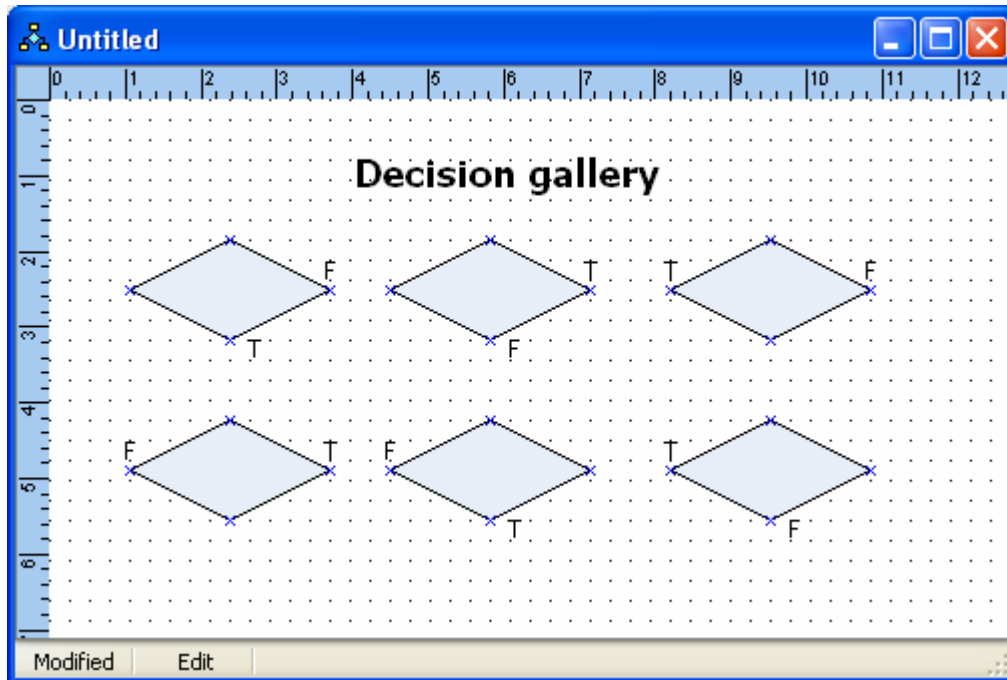 Untitled
0 1 2 3 4 5 6 7 8 9 10 11 12
0
1
2
3
4
5
6
Decision gallery
F T T F
T F
F T F T
T F
Modified Edit